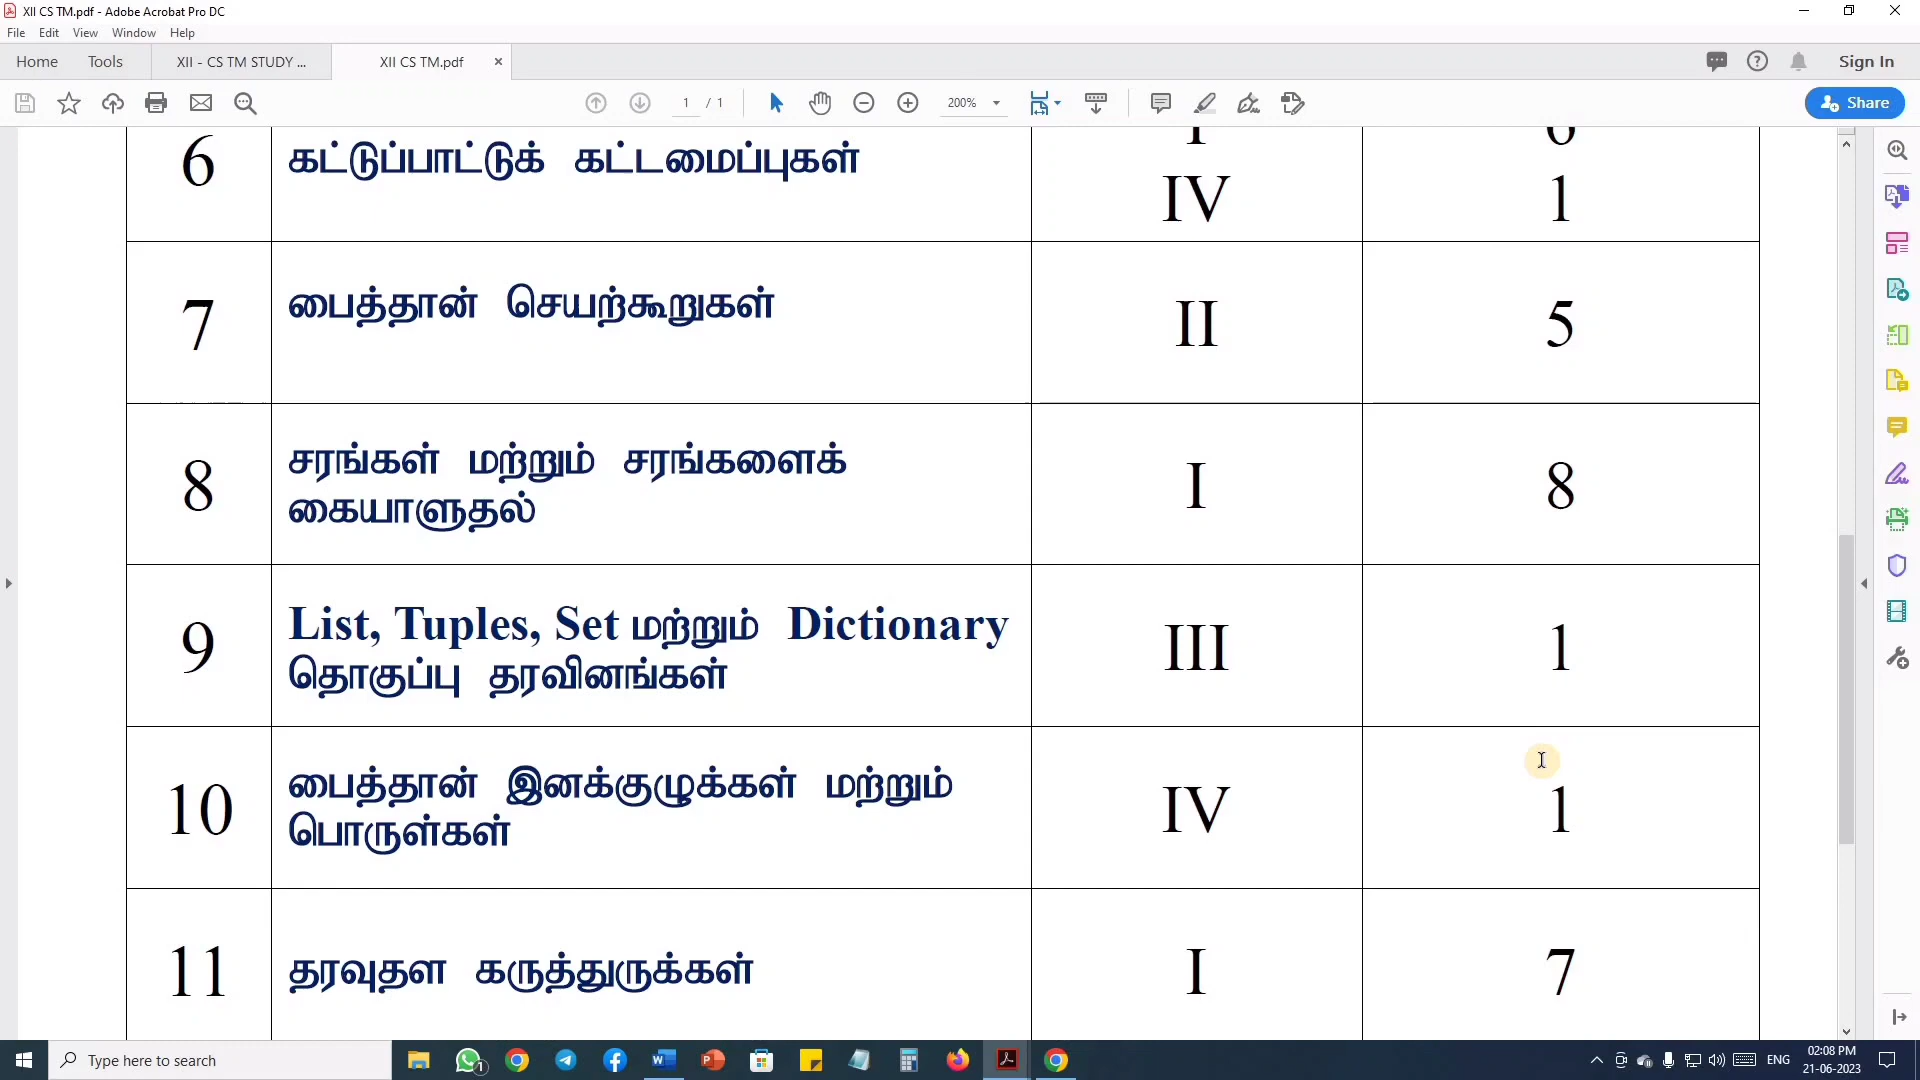 XII CS TM.pdf - Adobe Acrobat Pro DC
File Edit View Window Help
Home Tools XII - CS TM STUDY ... XII CS TM.pdf × Sign In
1 / 1 200% Share
6 கட்டுப்பாட்டுக் கட்டமைப்புகள் I 6
IV 1
7 பைத்தான் செயற்கூறுகள் II 5
8 சரங்கள் மற்றும் சரங்களைக் I 8
கையாளுதல்
9 List, Tuples, Set மற்றும் Dictionary III 1
தொகுப்பு தரவினங்கள்
10 பைத்தான் இனக்குழுக்கள் மற்றும் IV 1
பொருள்கள்
11 தரவுதள கருத்துருக்கள் I 7
Type here to search 1 ENG 02:08 PM
21-06-2023